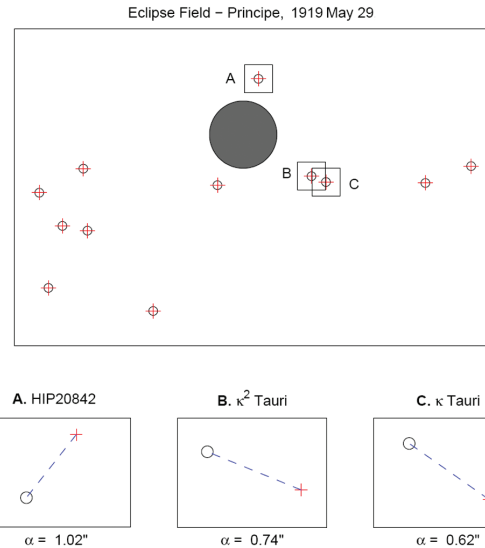 Eclipse Field − Principe, 1919 May 29
A
B
C
A. HIP20842
B. κ² Tauri
C. κ Tauri
α = 1.02"
α = 0.74"
α = 0.62"